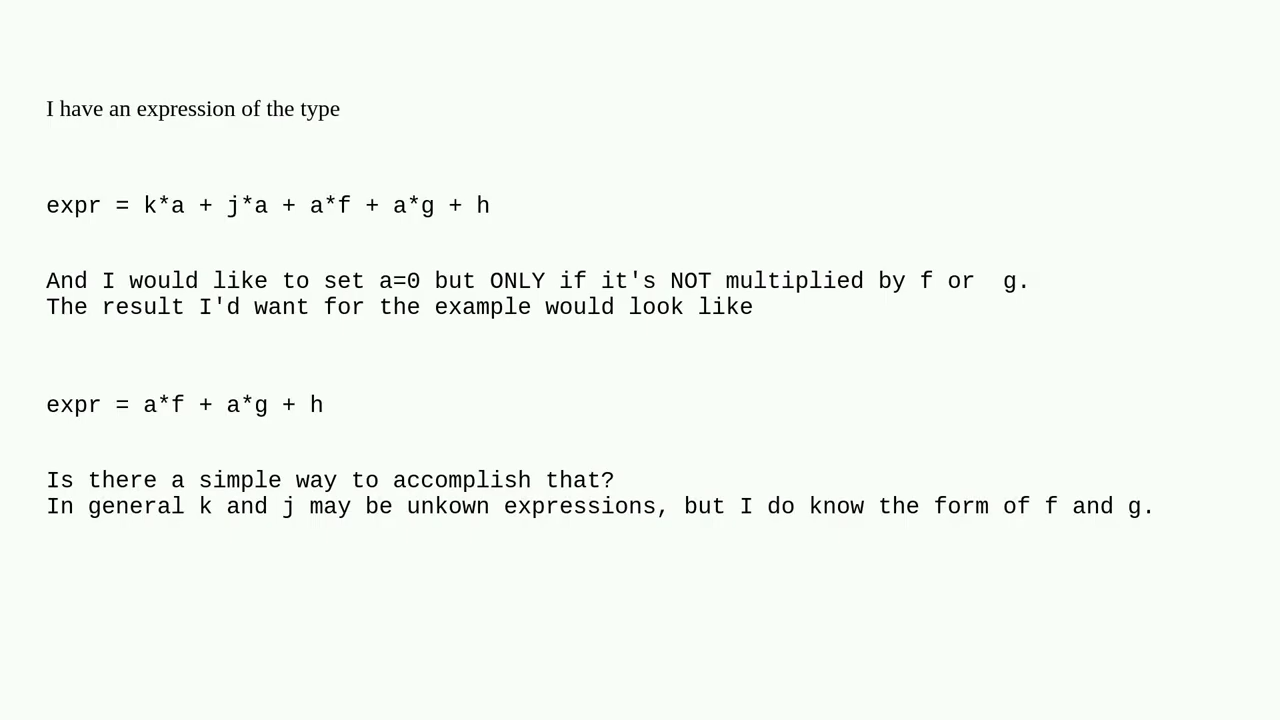 I have an expression of the type
expr = k*a + j*a + a*f + a*g + h
And I would like to set a=0 but ONLY if it's NOT multiplied by f or  g.
The result I'd want for the example would look like
expr = a*f + a*g + h
Is there a simple way to accomplish that?
In general k and j may be unkown expressions, but I do know the form of f and g.